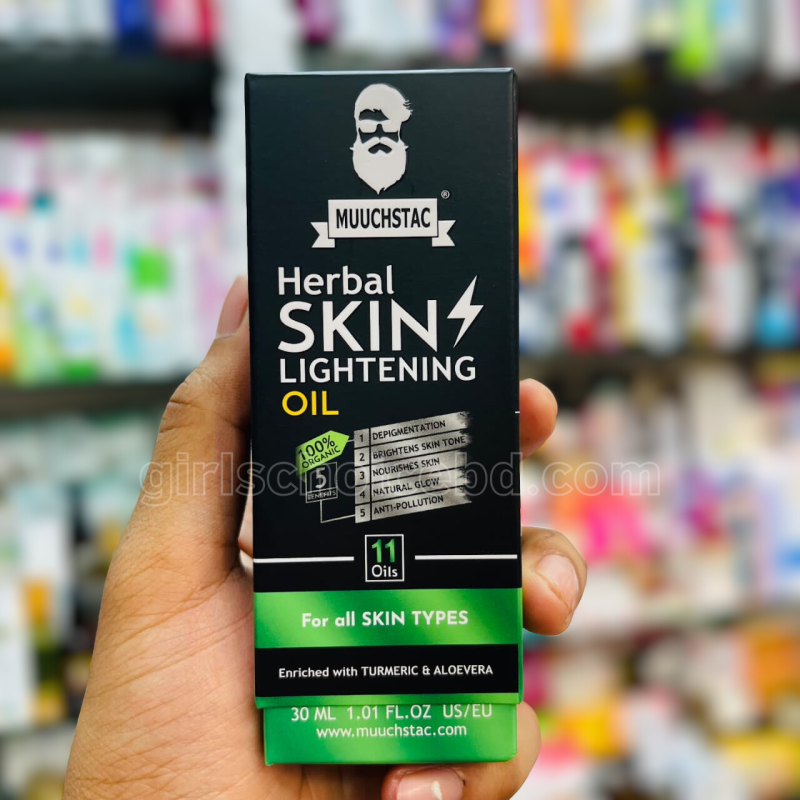 ®
MUUCHSTAC
Herbal
SKIN
LIGHTENING
OIL
100%
ORGANIC
5
BENEFITS
1 DEPIGMENTATION
2 BRIGHTENS SKIN TONE
3 NOURISHES SKIN
4 NATURAL GLOW
5 ANTI-POLLUTION
11
Oils
For all SKIN TYPES
Enriched with TURMERIC & ALOEVERA
30 ML 1.01 FL.OZ US/EU
www.muuchstac.com